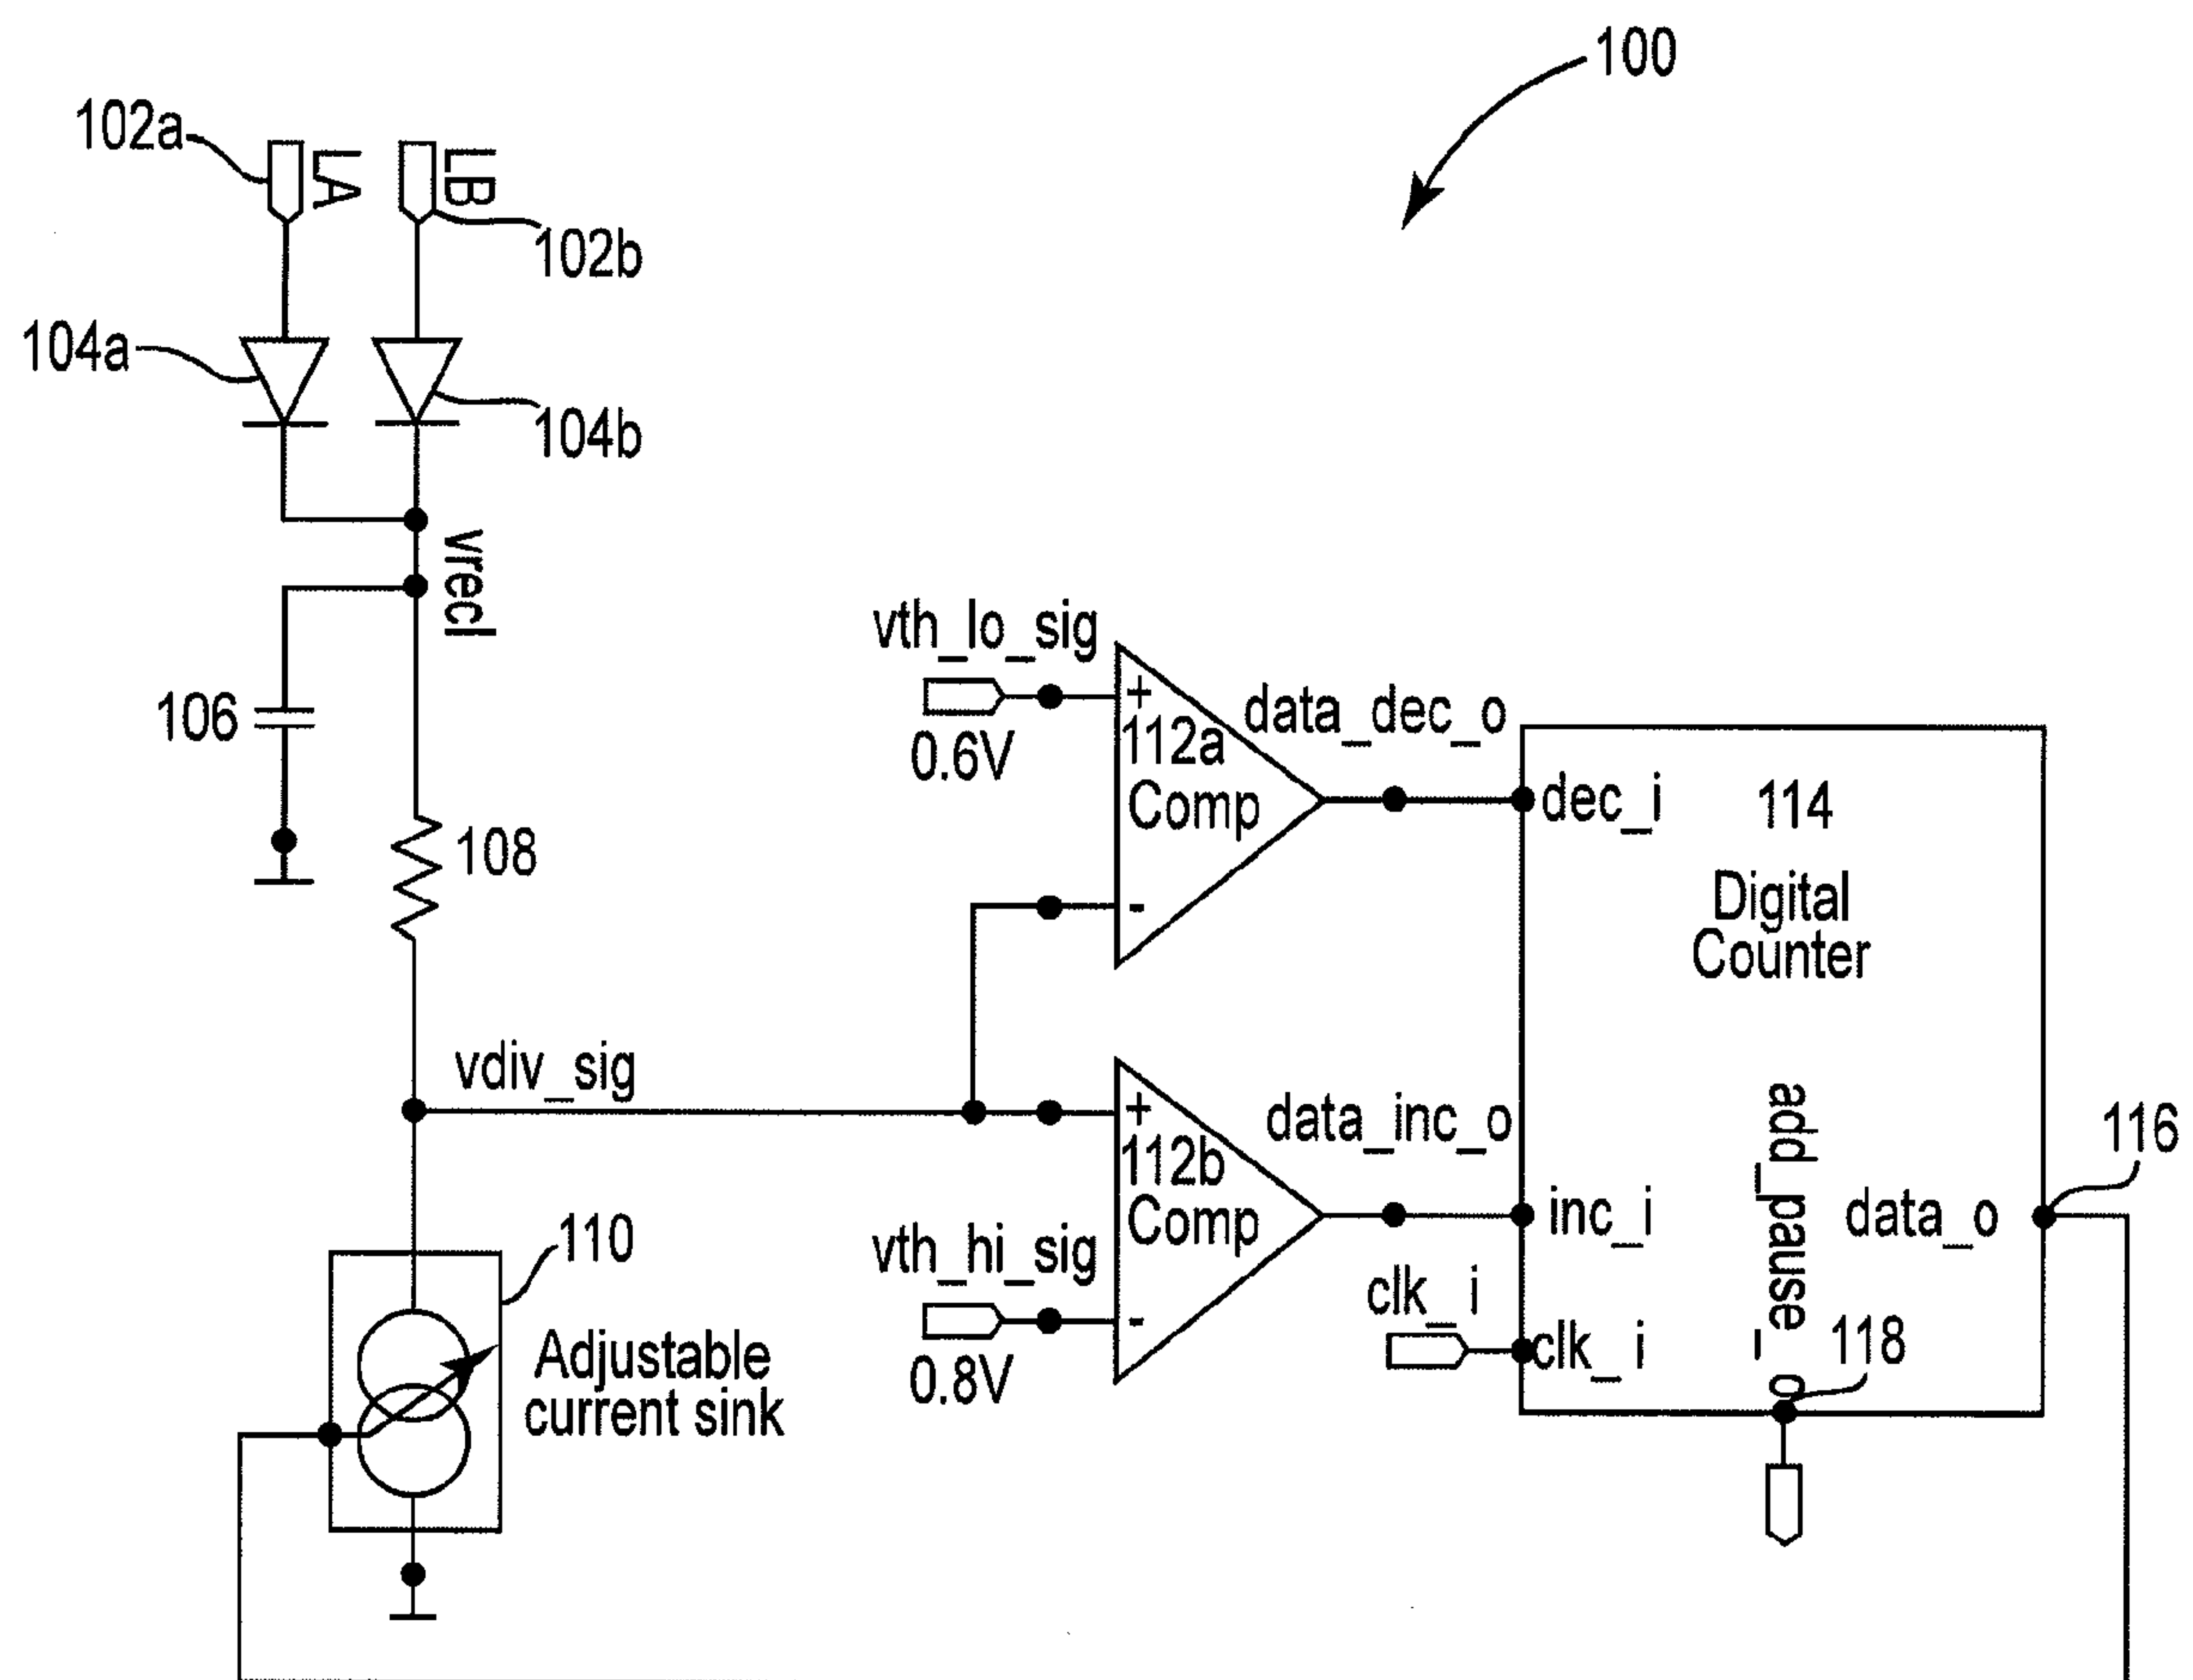 100
102a
LA
LB
102b
104a
104b
vrecl
106
108
vth_lo_sig
0.6V
+
112a
Comp
-
data_dec_o
dec_i
114
Digital
Counter
vdiv_sig
+
112b
Comp
-
data_inc_o
inc_i
add_pause_o
data_o
116
vth_hi_sig
0.8V
clk_i
clk_i
118
110
Adjustable
current sink